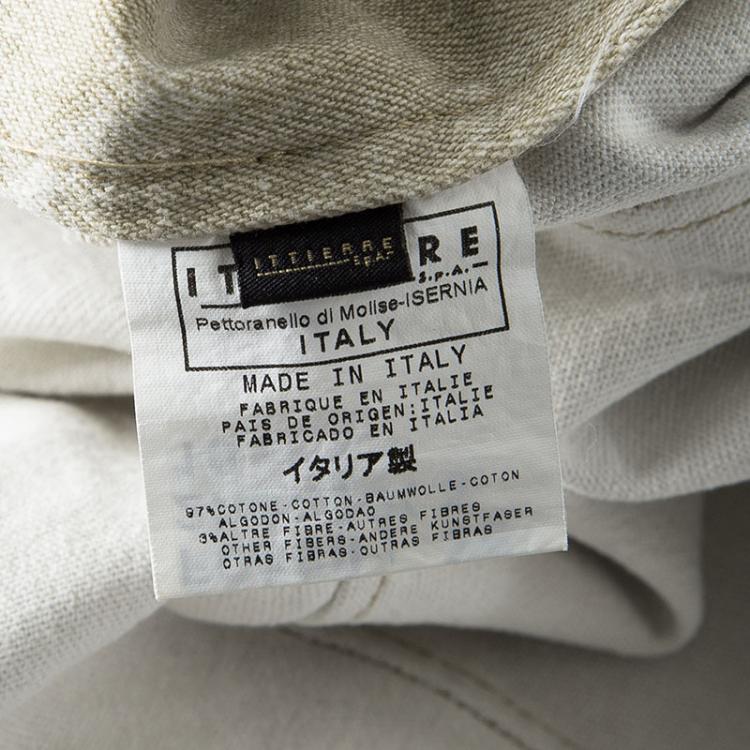 ITTIERRE
S.p.A.
IT RE
S.p.A.
Pettoranello di Molise-ISERNIA
ITALY
MADE IN ITALY
FABRIQUE EN ITALIE
PAIS DE ORIGEN:ITALIE
FABRICADO EN ITALIA
イタリア製
97%COTONE-COTTON-BAUMWOLLE-COTON
ALGODON-ALGODAO
3%ALTRE FIBRE-AUTRES FIBRES
OTHER FIBERS-ANDERE KUNSTFASER
OTRAS FIBRAS-OUTRAS FIBRAS